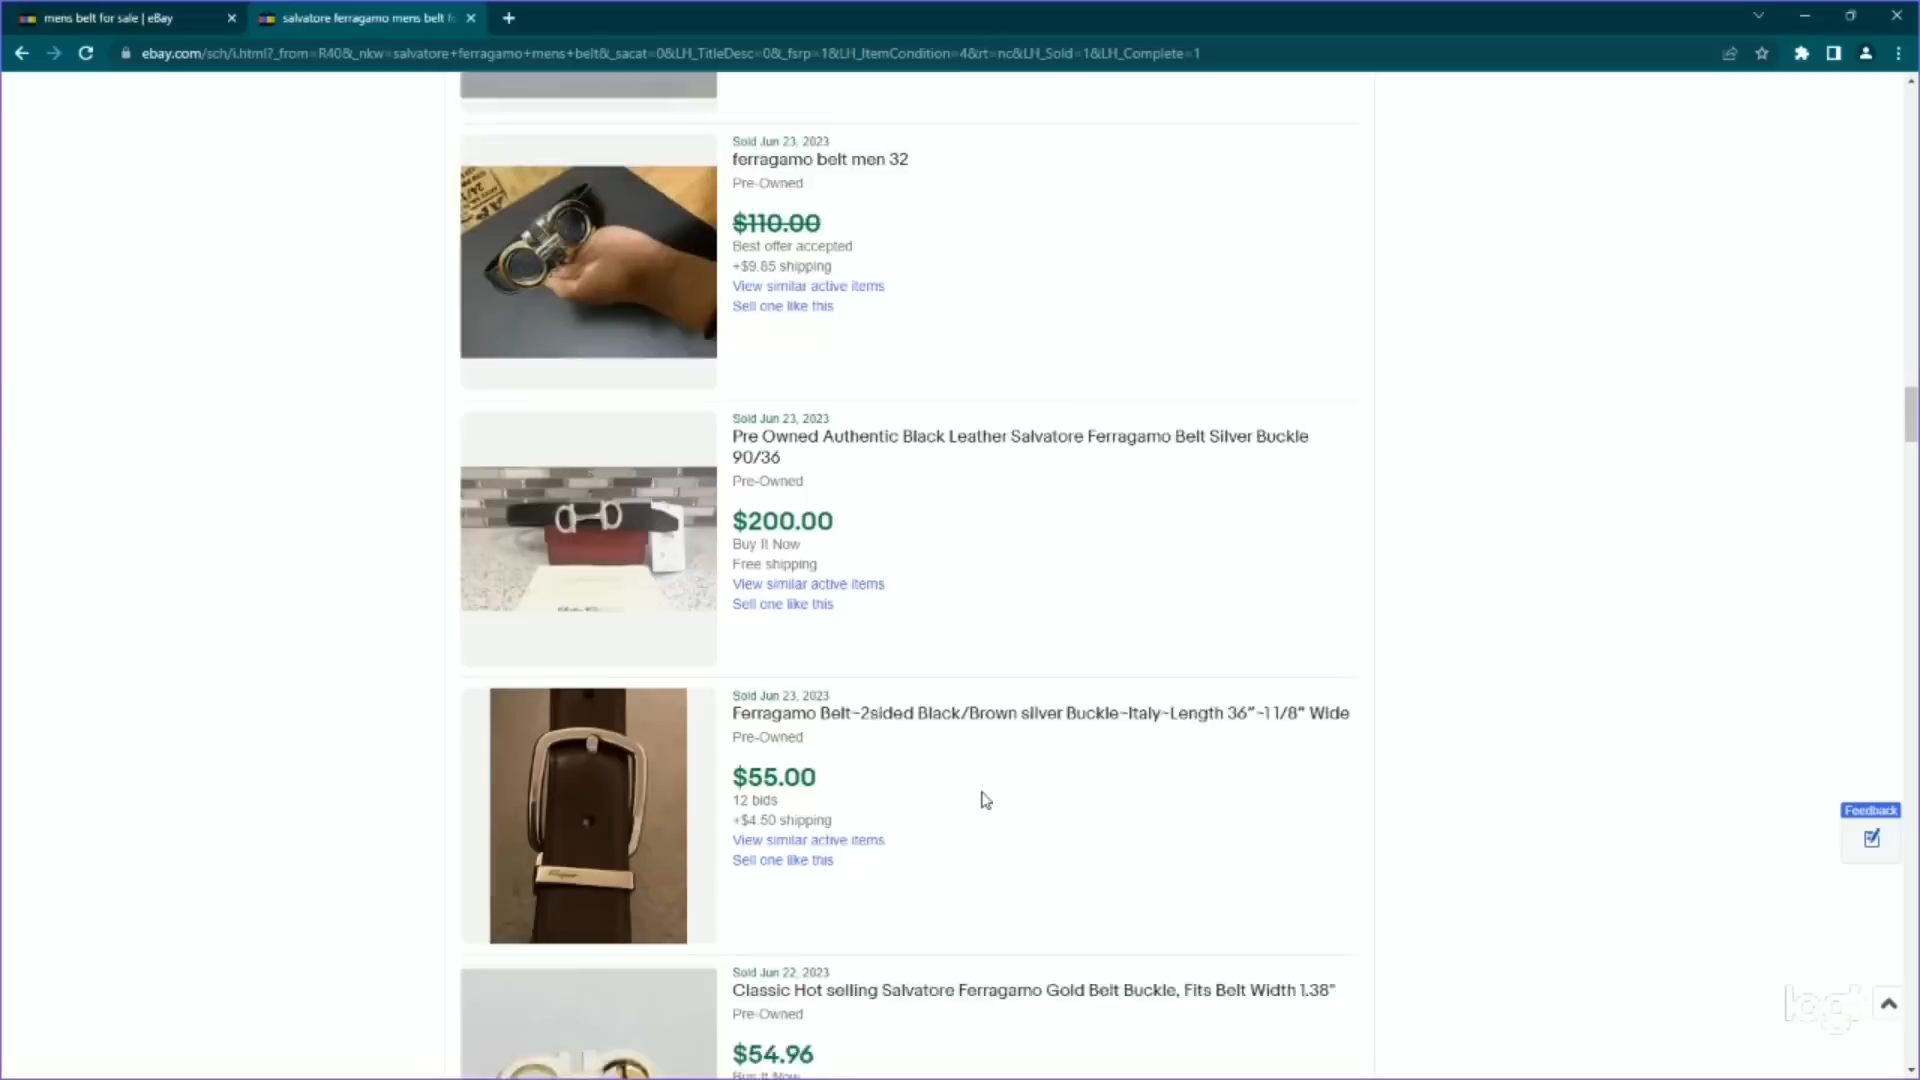 mens belt for sale | eBay
salvatore ferragamo mens belt f
ebay.com/sch/i.html?_from=R40&_nkw=salvatore+ferragamo+mens+belt&_sacat=0&LH_TitleDesc=0&_fsrp=1&LH_ItemCondition=4&rt=nc&LH_Sold=1&LH_Complete=1
Sold Jun 23, 2023
ferragamo belt men 32
Pre-Owned
$110.00
Best offer accepted
+$9.85 shipping
View similar active items
Sell one like this
Sold Jun 23, 2023
Pre Owned Authentic Black Leather Salvatore Ferragamo Belt Silver Buckle
90/36
Pre-Owned
$200.00
Buy It Now
Free shipping
View similar active items
Sell one like this
Sold Jun 23, 2023
Ferragamo Belt~2sided Black/Brown silver Buckle~Italy~Length 36”~1 1/8” Wide
Pre-Owned
$55.00
12 bids
+$4.50 shipping
View similar active items
Sell one like this
Feedback
Sold Jun 22, 2023
Classic Hot selling Salvatore Ferragamo Gold Belt Buckle, Fits Belt Width 1.38"
Pre-Owned
logi
$54.96
Buy It Now